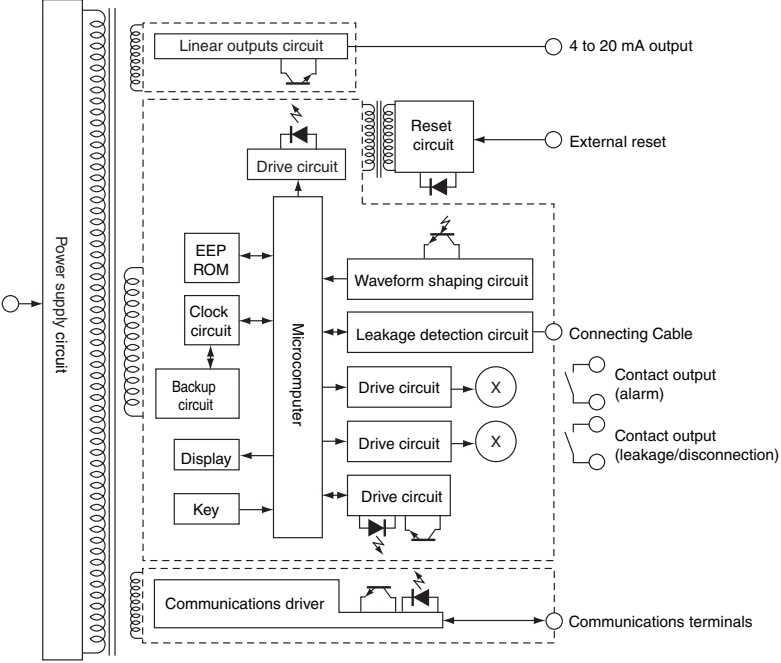 Linear outputs circuit
4 to 20 mA output
Reset
circuit
External reset
Drive circuit
Power supply circuit
EEP
ROM
Waveform shaping circuit
Clock
circuit
Microcomputer
Leakage detection circuit
Connecting Cable
Backup
circuit
Drive circuit
X
Contact output
(alarm)
Display
Drive circuit
X
Contact output
(leakage/disconnection)
Key
Drive circuit
Communications driver
Communications terminals